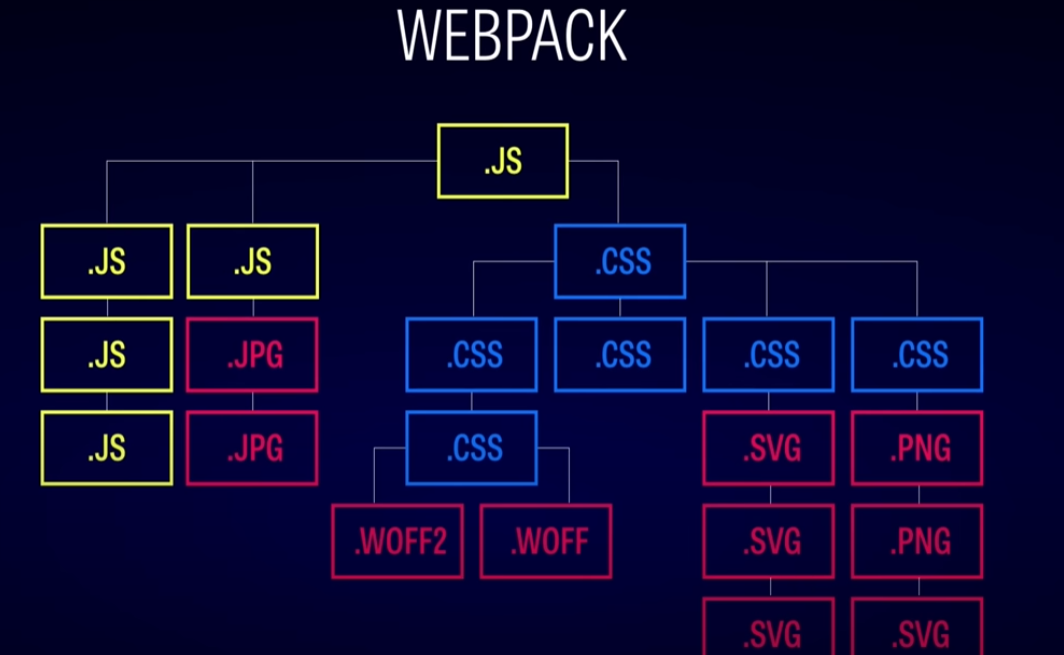 WEBPACK
.JS
.JS .JS .CSS
.JS .JPG .CSS .CSS .CSS .CSS
.JS .JPG .CSS .SVG .PNG
.WOFF2 .WOFF .SVG .PNG
.SVG .SVG